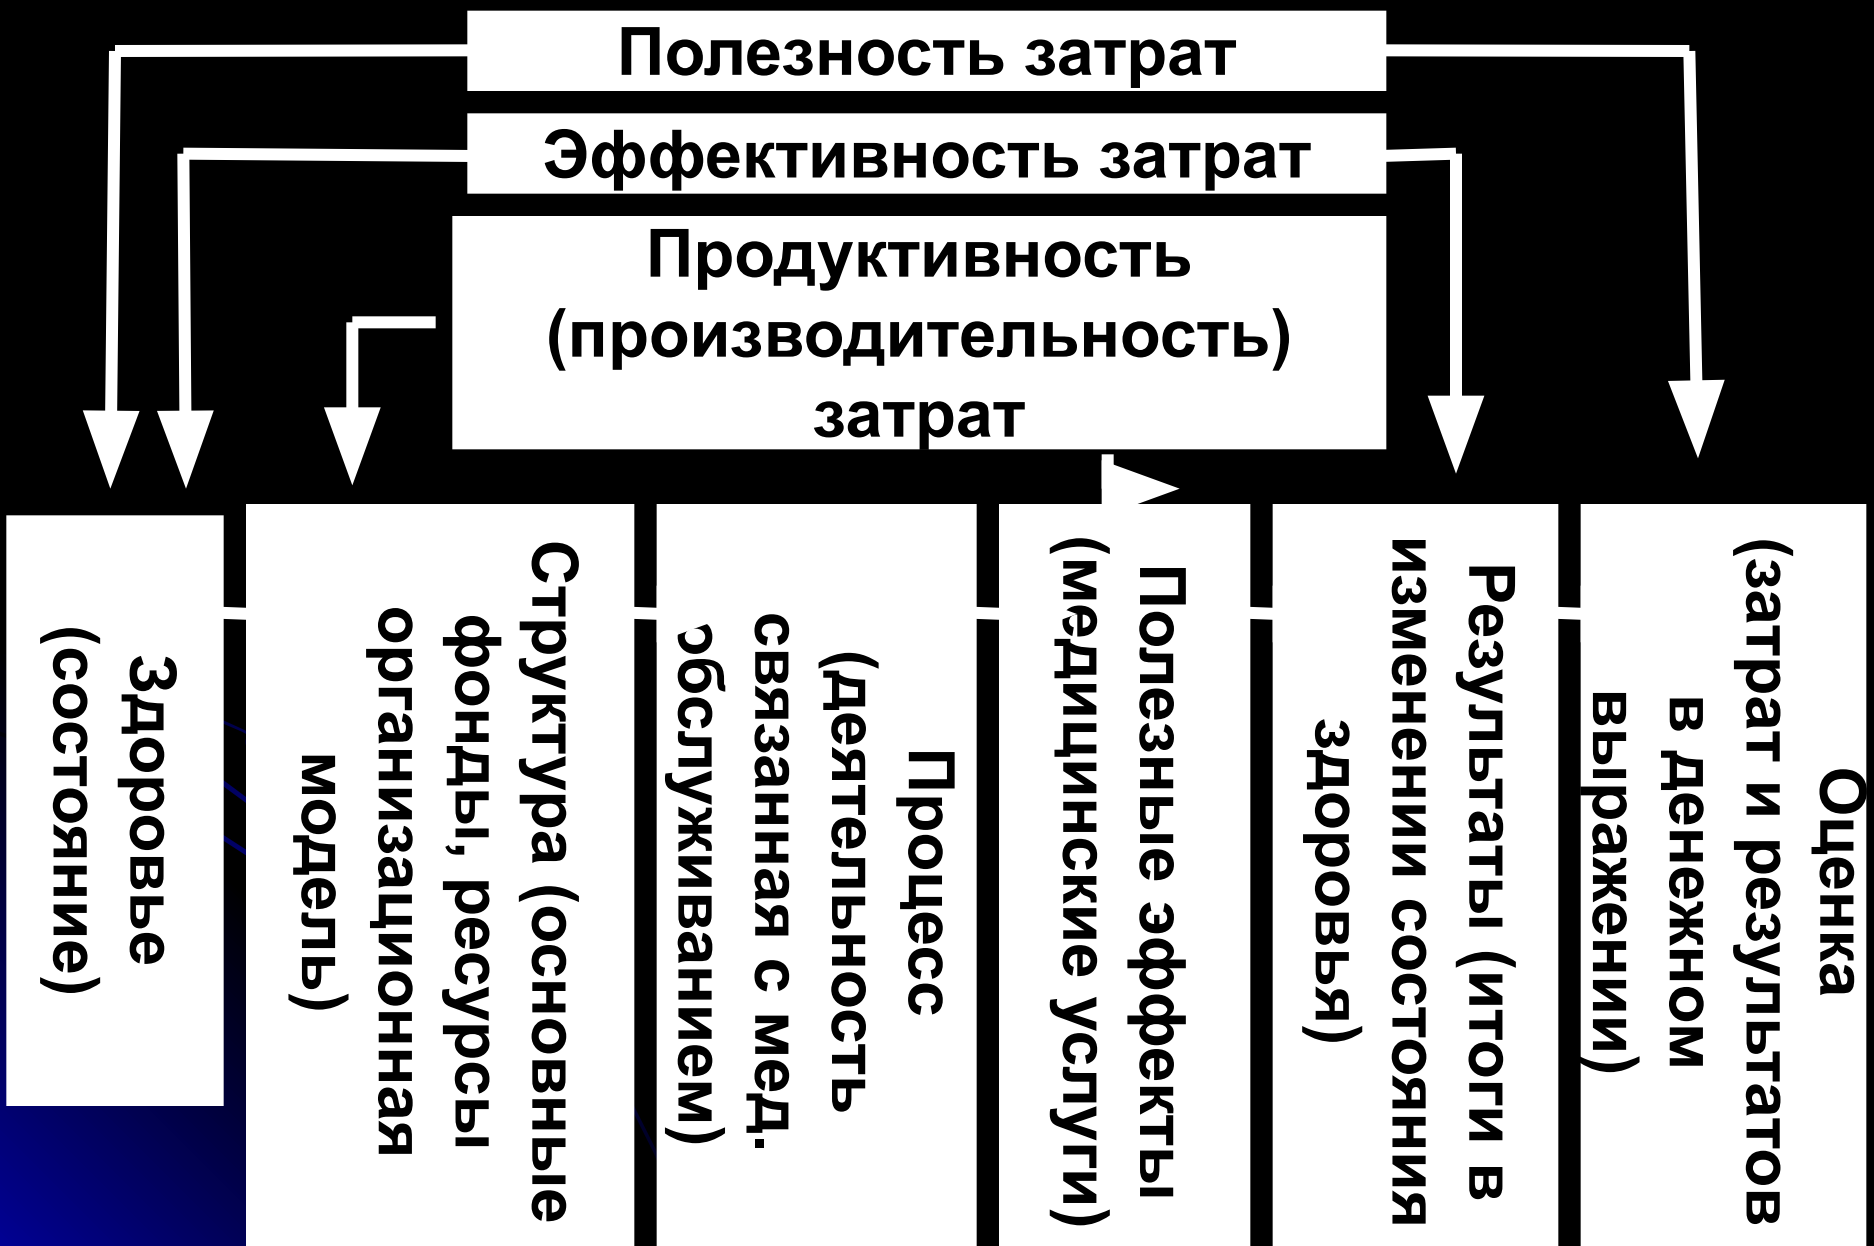 Полезность затрат
Эффективность затрат
Продуктивность
(производительность)
затрат
Здоровье
(состояние)
Структура (основные
фонды, ресурсы
организационная
модель)
Процесс
(деятельность
связанная с мед.
обслуживанием)
Полезные эффекты
(медицинские услуги)
Результаты (итоги в
изменении состояния
здоровья)
Оценка
(затрат и результатов
в денежном
выражении)